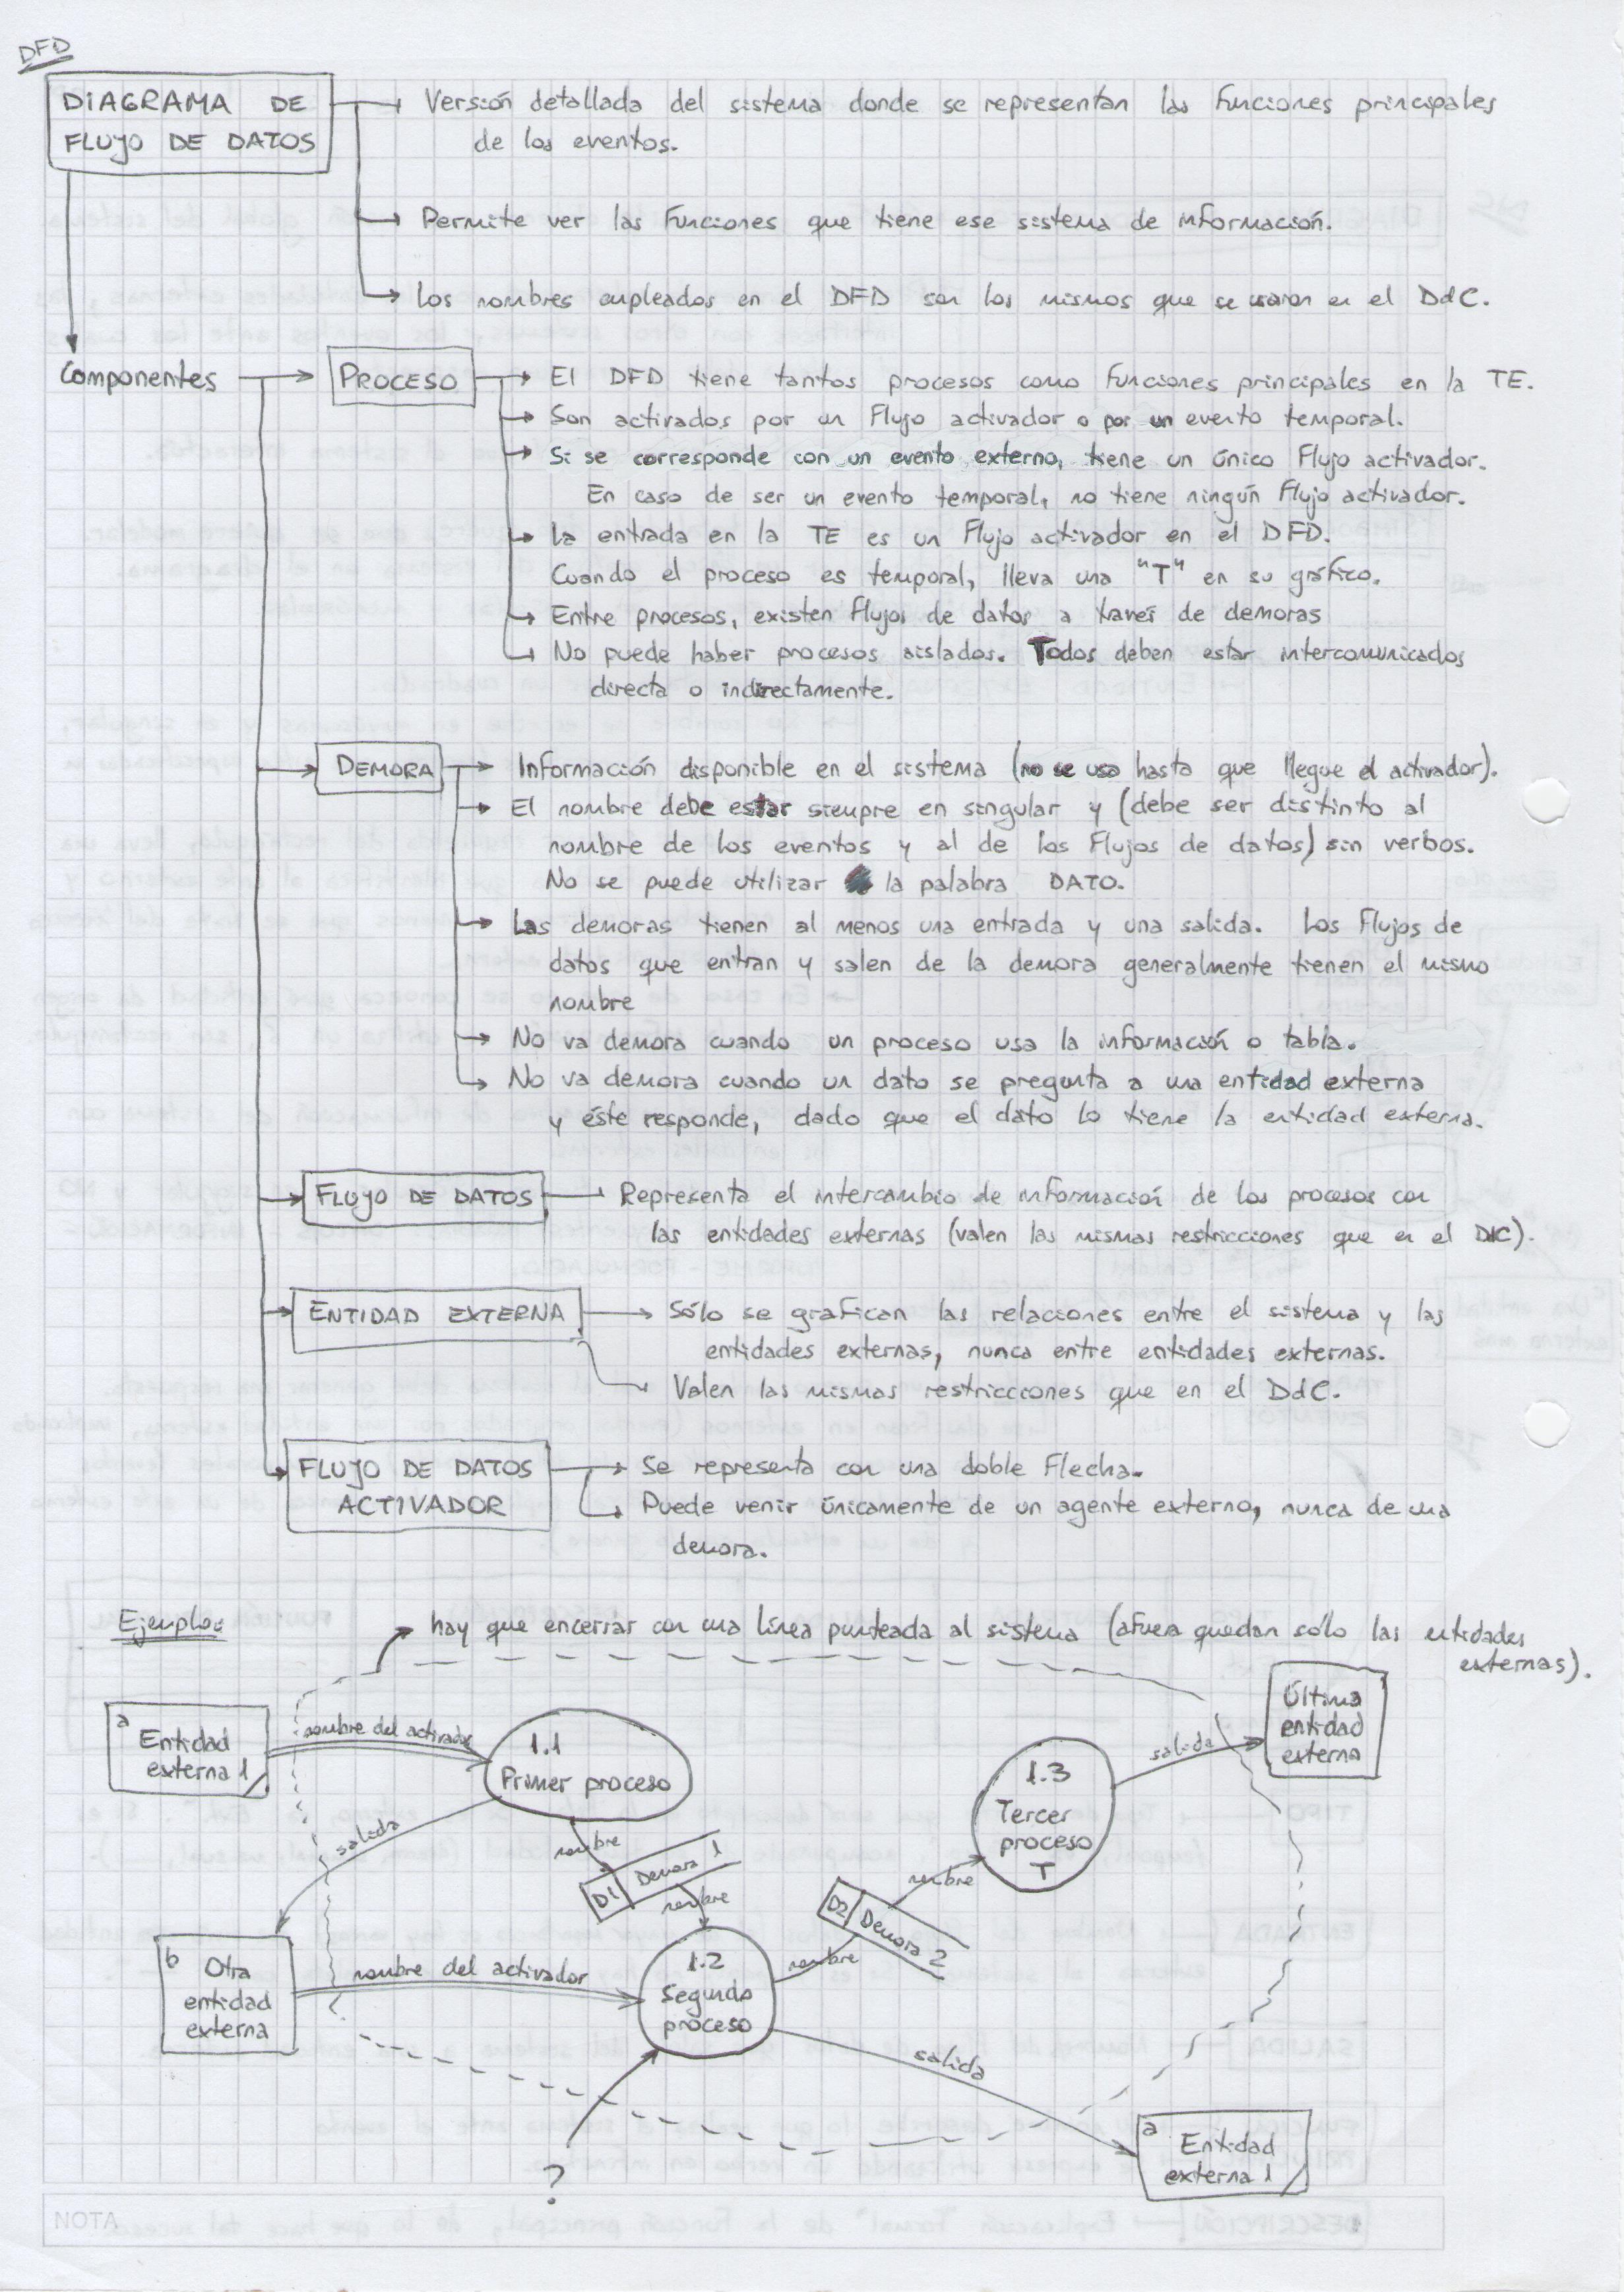 DFD
DIAGRAMA DE
FLUJO DE DATOS
Versión detallada del sistema donde se representan las funciones principales
de los eventos.
Permite ver las funciones que tiene ese sistema de información.
Los nombres empleados en el DFD son los mismos que se usaron en el DdC.
Componentes
PROCESO
El DFD tiene tantos procesos como funciones principales en la TE.
Son activados por un flujo activador o por un evento temporal.
Si se corresponde con un evento externo, tiene un único flujo activador.
En caso de ser un evento temporal, no tiene ningún flujo activador.
La entrada en la TE es un flujo activador en el DFD.
Cuando el proceso es temporal, lleva una "T" en su gráfico.
Entre procesos, existen flujos de datos a través de demoras
No puede haber procesos aislados. Todos deben estar intercomunicados
directa o indirectamente.
DEMORA
Información disponible en el sistema (no se usa hasta que llegue el activador).
El nombre debe estar siempre en singular y (debe ser distinto al
nombre de los eventos y al de los flujos de datos) sin verbos.
No se puede utilizar la palabra DATO.
Las demoras tienen al menos una entrada y una salida. Los flujos de
datos que entran y salen de la demora generalmente tienen el mismo
nombre
No va demora cuando un proceso usa la información o tabla.
No va demora cuando un dato se pregunta a una entidad externa
y éste responde, dado que el dato lo tiene la entidad externa.
FLUJO DE DATOS
Representa el intercambio de información de los procesos con
las entidades externas (valen las mismas restricciones que en el DdC).
ENTIDAD EXTERNA
Sólo se grafican las relaciones entre el sistema y las
entidades externas, nunca entre entidades externas.
Valen las mismas restricciones que en el DdC.
FLUJO DE DATOS
ACTIVADOR
Se representa con una doble flecha.
Puede venir únicamente de un agente externo, nunca de una
demora.
Ejemplo:
hay que encerrar con una línea punteada al sistema (afuera quedan sólo las entidades
externas).
a
Entidad
externa 1
nombre del activador
1.1
Primer proceso
salida
nombre
D1 Demora 1
nombre
1.3
Tercer
proceso
T
salida
Última
entidad
externa
nombre
D2 Demora 2
nombre
b
Otra
entidad
externa
nombre del activador
1.2
Segundo
proceso
salida
?
a
Entidad
externa 1
NOTA